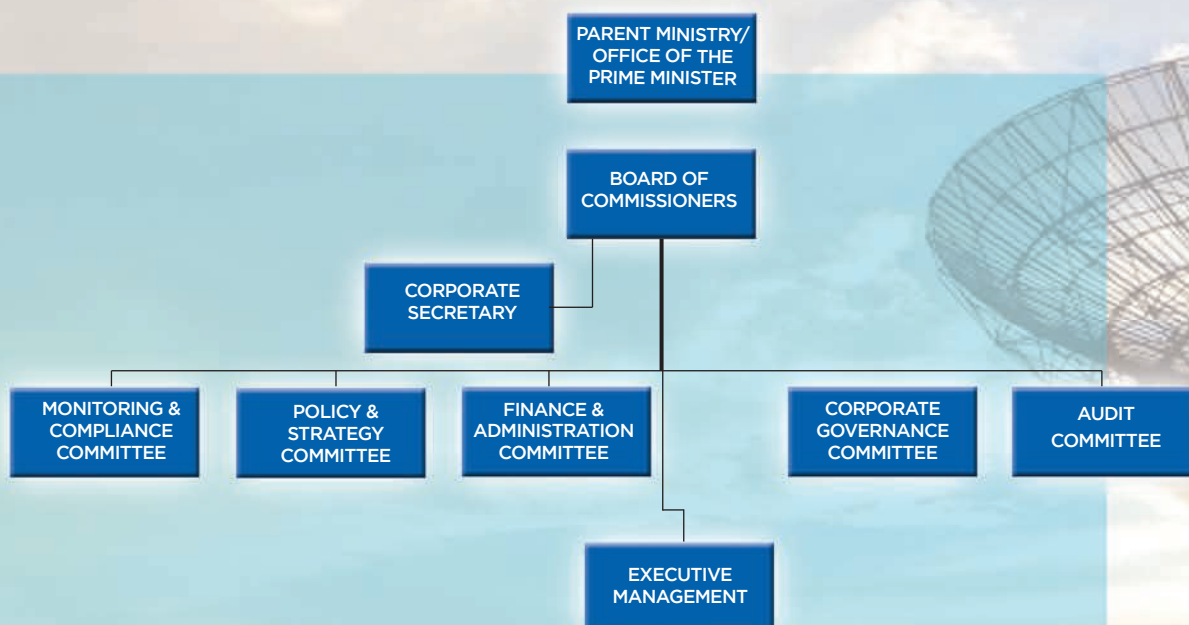 PARENT MINISTRY/
OFFICE OF THE
PRIME MINISTER
BOARD OF
COMMISSIONERS
CORPORATE
SECRETARY
MONITORING &
COMPLIANCE
COMMITTEE
POLICY &
STRATEGY
COMMITTEE
FINANCE &
ADMINISTRATION
COMMITTEE
CORPORATE
GOVERNANCE
COMMITTEE
AUDIT
COMMITTEE
EXECUTIVE
MANAGEMENT